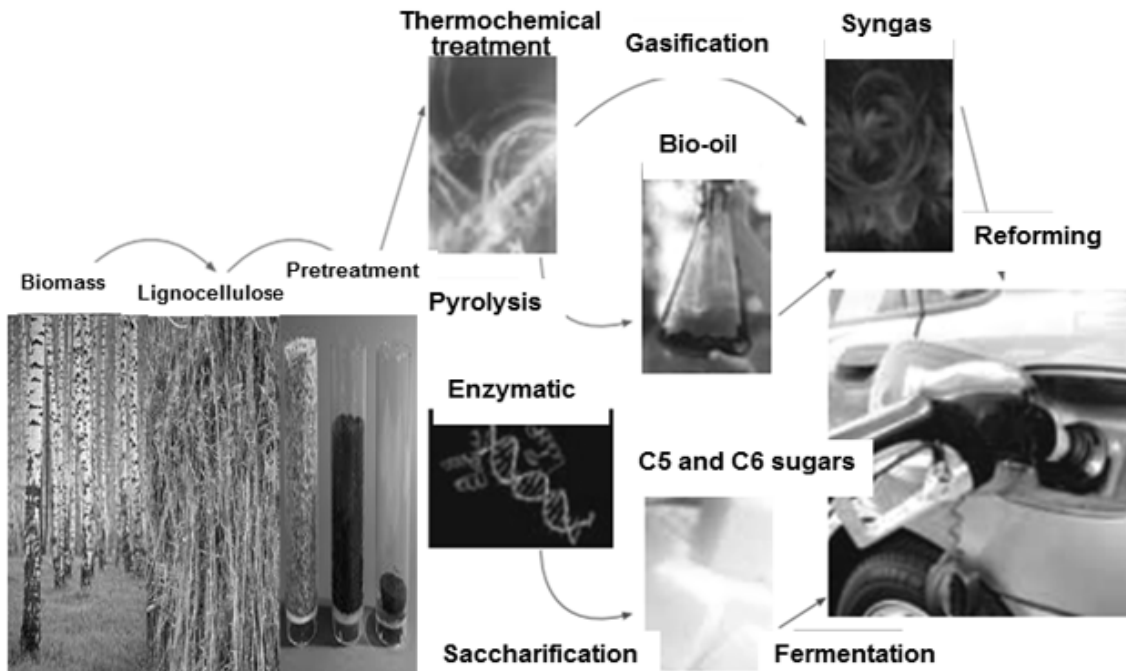 Thermochemical
treatment
Gasification
Syngas
Bio-oil
Reforming
Biomass
Lignocellulose
Pretreatment
Pyrolysis
Enzymatic
C5 and C6 sugars
Saccharification
Fermentation